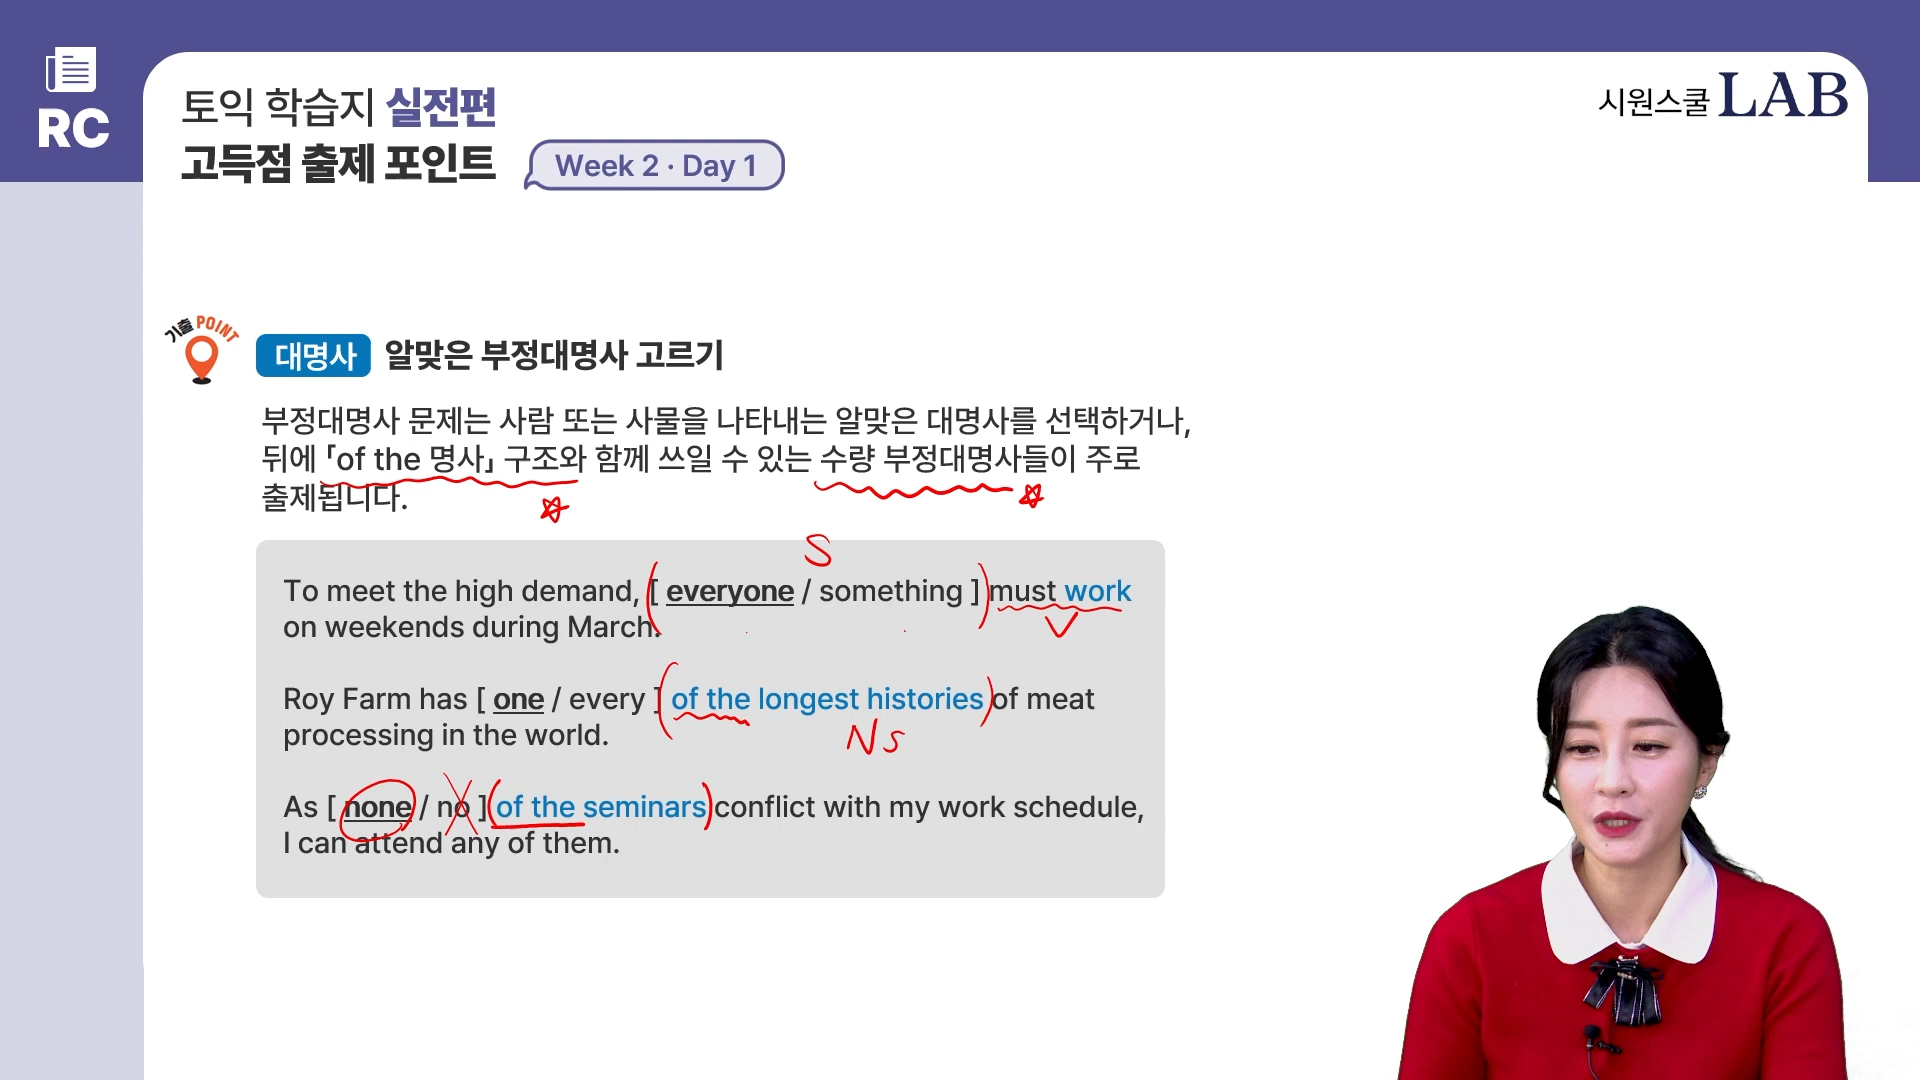 RC
토익 학습지 실전편
고득점 출제 포인트
Week 2 · Day 1
시원스쿨 LAB
기출 POINT
대명사 알맞은 부정대명사 고르기
부정대명사 문제는 사람 또는 사물을 나타내는 알맞은 대명사를 선택하거나,
뒤에 「of the 명사」 구조와 함께 쓰일 수 있는 수량 부정대명사들이 주로
출제됩니다.
S
To meet the high demand, [ everyone / something ] must work
V
on weekends during March.
Roy Farm has [ one / every ] of the longest histories of meat
Ns
processing in the world.
As [ none / no ] of the seminars conflict with my work schedule,
I can attend any of them.